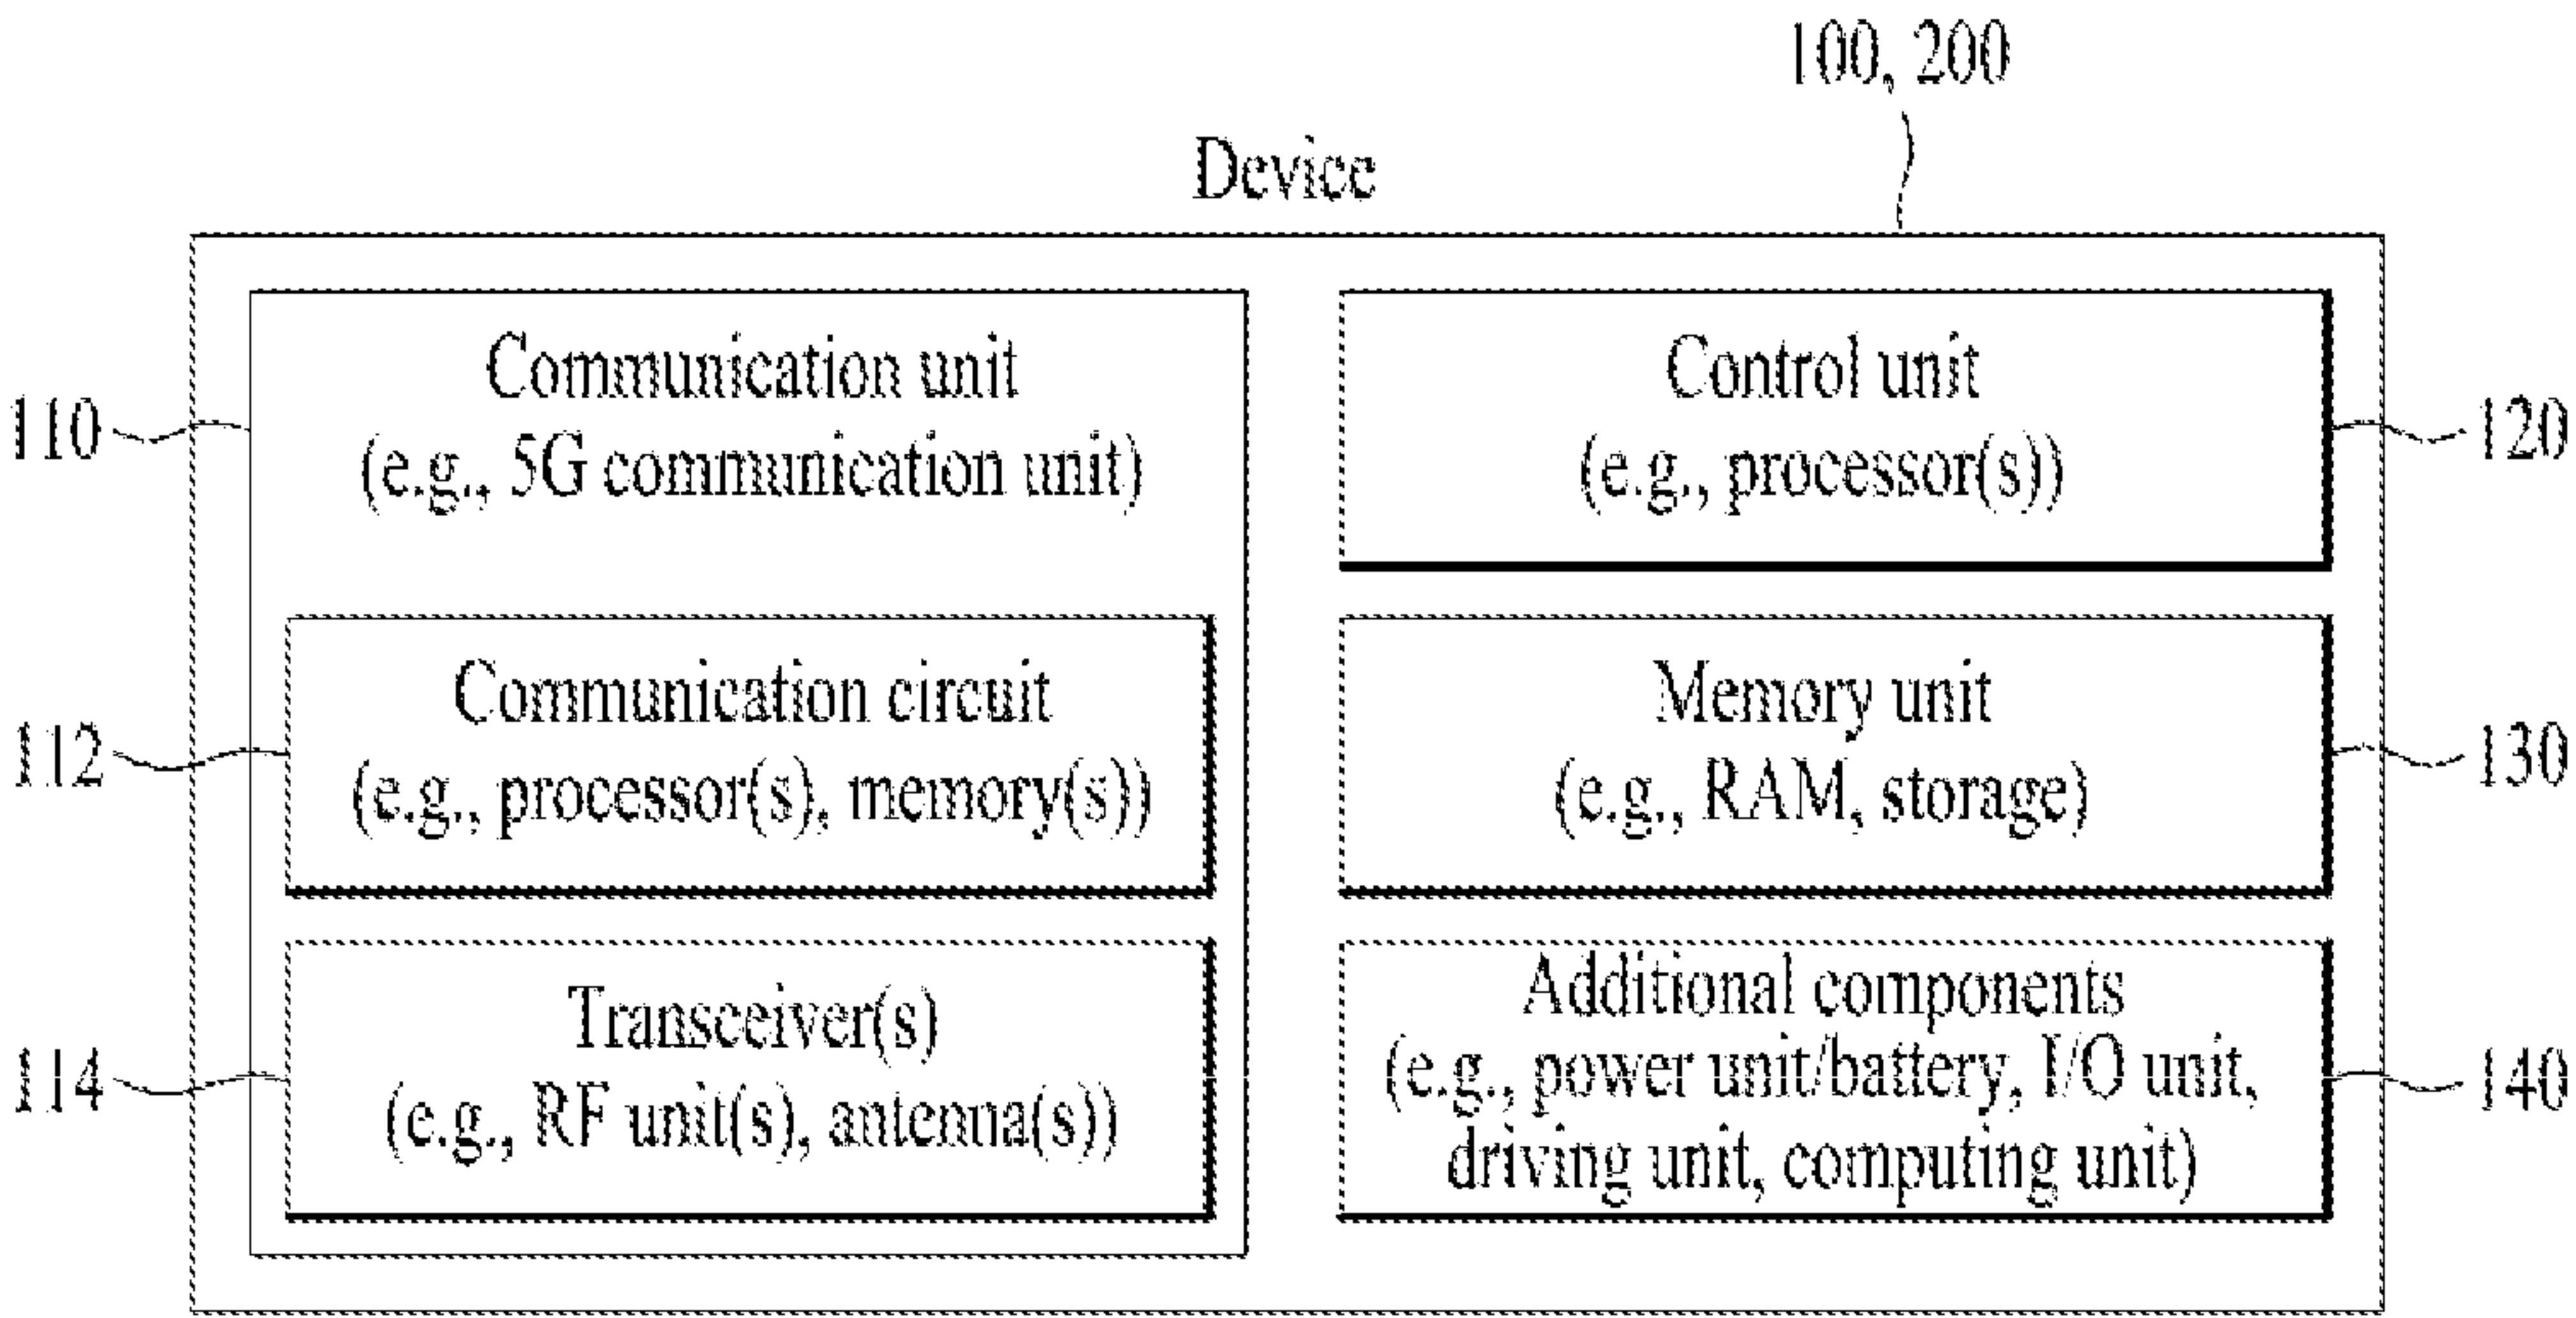 100, 200
Device
110
Communication unit
(e.g., 5G communication unit)
112
Communication circuit
(e.g., processor(s), memory(s))
114
Transceiver(s)
(e.g., RF unit(s), antenna(s))
Control unit
(e.g., processor(s))
120
Memory unit
(e.g., RAM, storage)
130
Additional components
(e.g., power unit/battery, I/O unit,
driving unit, computing unit)
140